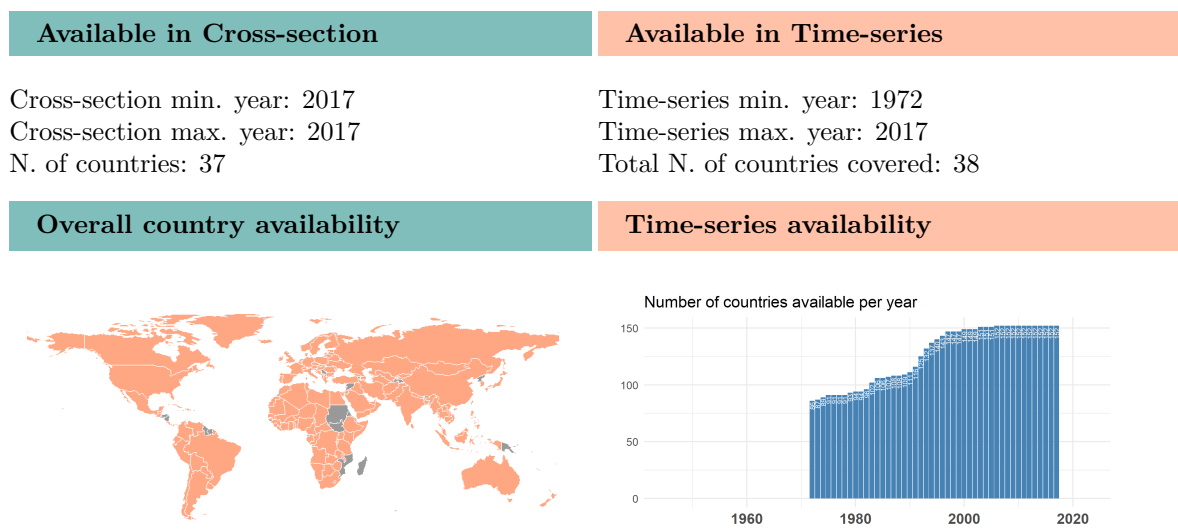 Available in Cross-section
Cross-section min. year: 2017
Cross-section max. year: 2017
N. of countries: 37
Available in Time-series
Time-series min. year: 1972
Time-series max. year: 2017
Total N. of countries covered: 38
Overall country availability
Time-series availability
Number of countries available per year
150
100
50
0
1960
1980
2000
2020